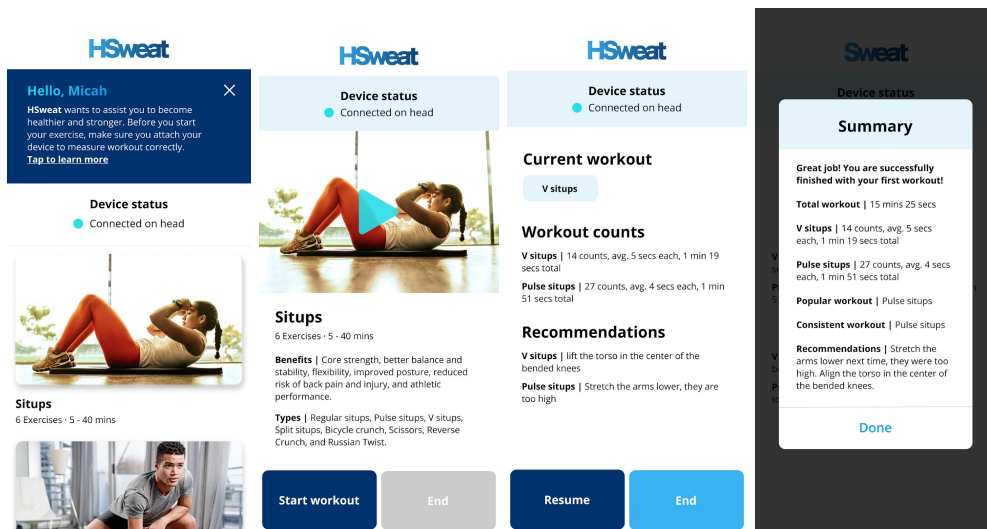 HSweat
Hello, Micah
HSweat wants to assist you to become
healthier and stronger. Before you start
your exercise, make sure you attach your
device to measure workout correctly.
Tap to learn more
Device status
Connected on head
Situps
6 Exercises · 5 - 40 mins
HSweat
Device status
Connected on head
Situps
6 Exercises · 5 - 40 mins
Benefits | Core strength, better balance and
stability, flexibility, improved posture, reduced
risk of back pain and injury, and athletic
performance.
Types | Regular situps, Pulse situps, V situps,
Split situps, Bicycle crunch, Scissors, Reverse
Crunch, and Russian Twist.
Start workout
End
HSweat
Device status
Connected on head
Current workout
V situps
Workout counts
V situps | 14 counts, avg. 5 secs each, 1 min 19
secs total
Pulse situps | 27 counts, avg. 4 secs each, 1 min
51 secs total
Recommendations
V situps | lift the torso in the center of the
bended knees
Pulse situps | Stretch the arms lower, they are
too high
Resume
End
Sweat
Device status
Summary
Great job! You are successfully
finished with your first workout!
Total workout | 15 mins 25 secs
V situps | 14 counts, avg. 5 secs
each, 1 min 19 secs total
Pulse situps | 27 counts, avg. 4 secs
each, 1 min 51 secs total
Popular workout | Pulse situps
Consistent workout | Pulse situps
Recommendations | Stretch the
arms lower next time, they were too
high. Align the torso in the center of
the bended knees.
Done